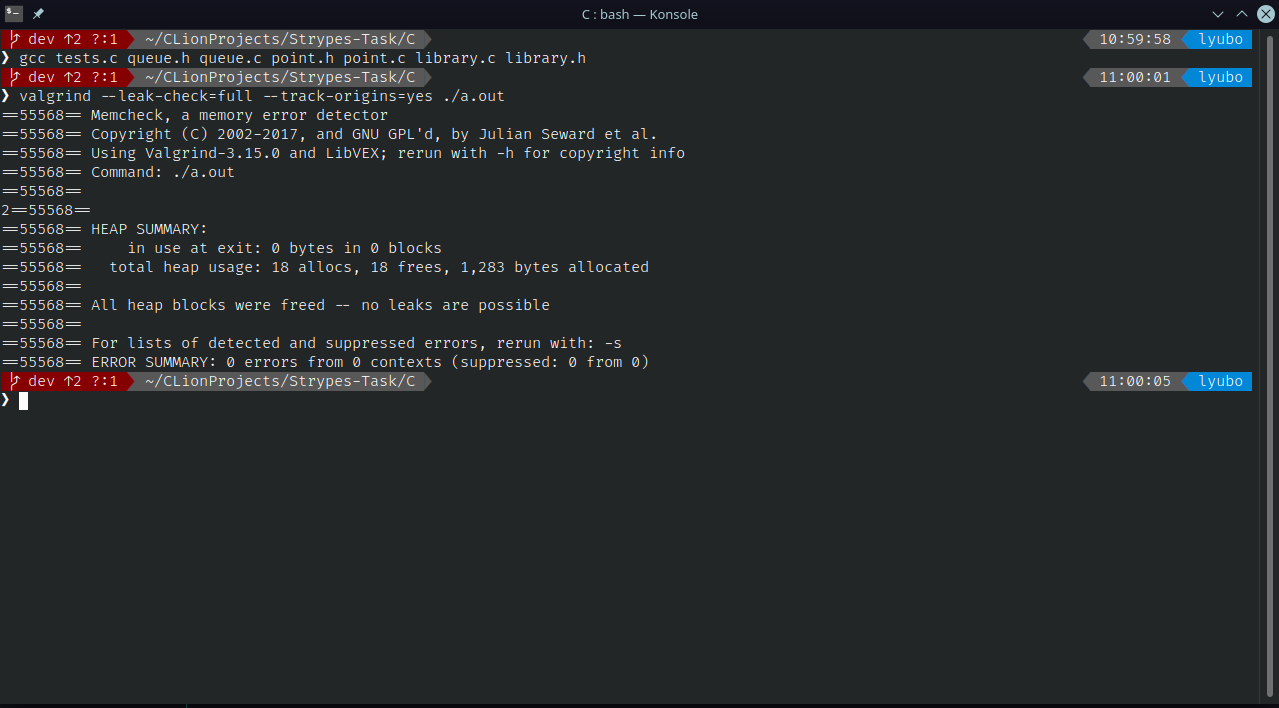 C : bash — Konsole
dev ↑2 ?:1 ~/CLionProjects/Strypes-Task/C 10:59:58 lyubo
❯ gcc tests.c queue.h queue.c point.h point.c library.c library.h
dev ↑2 ?:1 ~/CLionProjects/Strypes-Task/C 11:00:01 lyubo
❯ valgrind --leak-check=full --track-origins=yes ./a.out
==55568== Memcheck, a memory error detector
==55568== Copyright (C) 2002-2017, and GNU GPL'd, by Julian Seward et al.
==55568== Using Valgrind-3.15.0 and LibVEX; rerun with -h for copyright info
==55568== Command: ./a.out
==55568==
2==55568==
==55568== HEAP SUMMARY:
==55568==     in use at exit: 0 bytes in 0 blocks
==55568==   total heap usage: 18 allocs, 18 frees, 1,283 bytes allocated
==55568==
==55568== All heap blocks were freed -- no leaks are possible
==55568==
==55568== For lists of detected and suppressed errors, rerun with: -s
==55568== ERROR SUMMARY: 0 errors from 0 contexts (suppressed: 0 from 0)
dev ↑2 ?:1 ~/CLionProjects/Strypes-Task/C 11:00:05 lyubo
❯